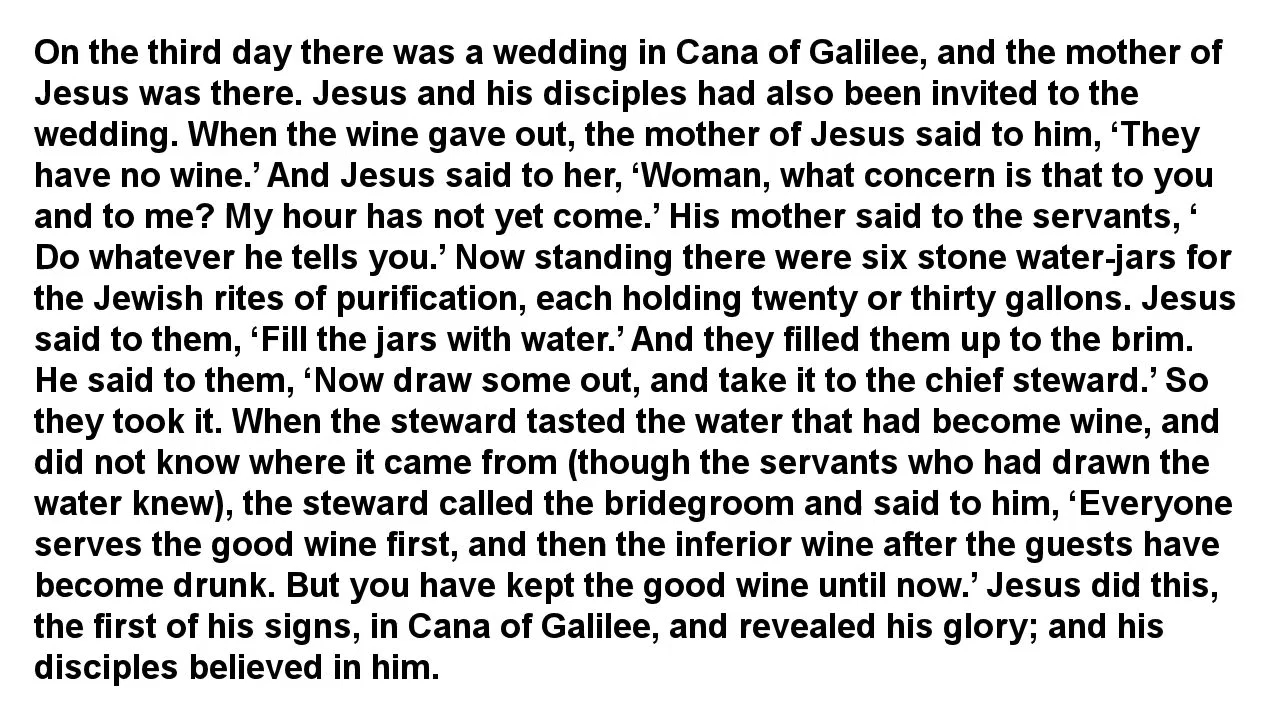 On the third day there was a wedding in Cana of Galilee, and the mother of
Jesus was there. Jesus and his disciples had also been invited to the
wedding. When the wine gave out, the mother of Jesus said to him, ‘They
have no wine.’ And Jesus said to her, ‘Woman, what concern is that to you
and to me? My hour has not yet come.’ His mother said to the servants, ‘
Do whatever he tells you.’ Now standing there were six stone water-jars for
the Jewish rites of purification, each holding twenty or thirty gallons. Jesus
said to them, ‘Fill the jars with water.’ And they filled them up to the brim.
He said to them, ‘Now draw some out, and take it to the chief steward.’ So
they took it. When the steward tasted the water that had become wine, and
did not know where it came from (though the servants who had drawn the
water knew), the steward called the bridegroom and said to him, ‘Everyone
serves the good wine first, and then the inferior wine after the guests have
become drunk. But you have kept the good wine until now.’ Jesus did this,
the first of his signs, in Cana of Galilee, and revealed his glory; and his
disciples believed in him.